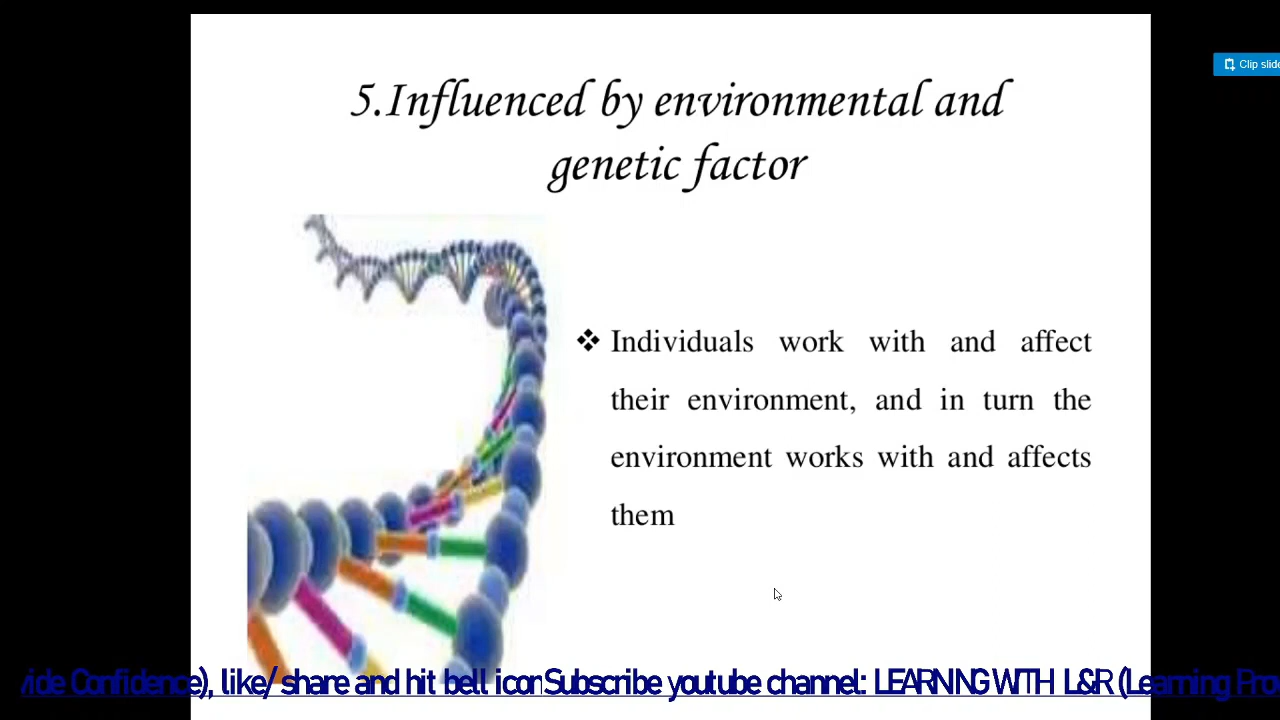 Clip slide
5.Influenced by environmental and
genetic factor
❖ Individuals work with and affect
their environment, and in turn the
environment works with and affects
them
ide Confidence), like/ share and hit bell icon Subscribe youtube channel: LEARNING WITH L&R (Learning Pro